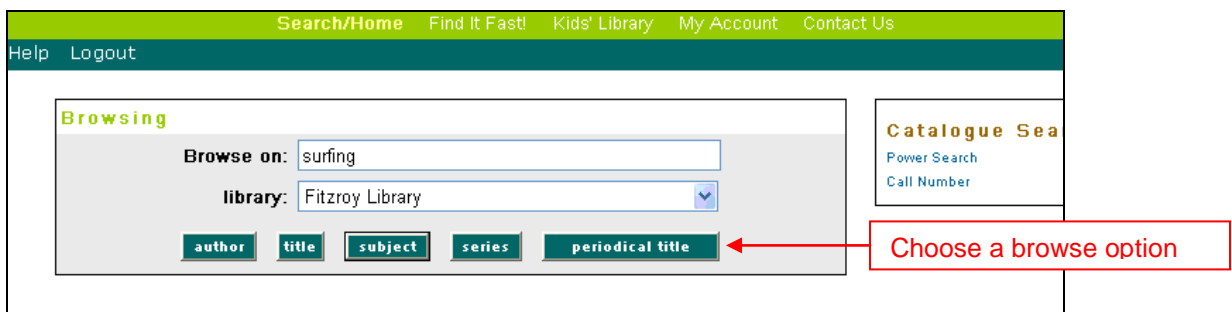 Search/Home Find It Fast! Kids' Library My Account Contact Us
Help Logout
Browsing
Browse on: surfing
library: Fitzroy Library
author title subject series periodical title
Catalogue Sea
Power Search
Call Number
Choose a browse option